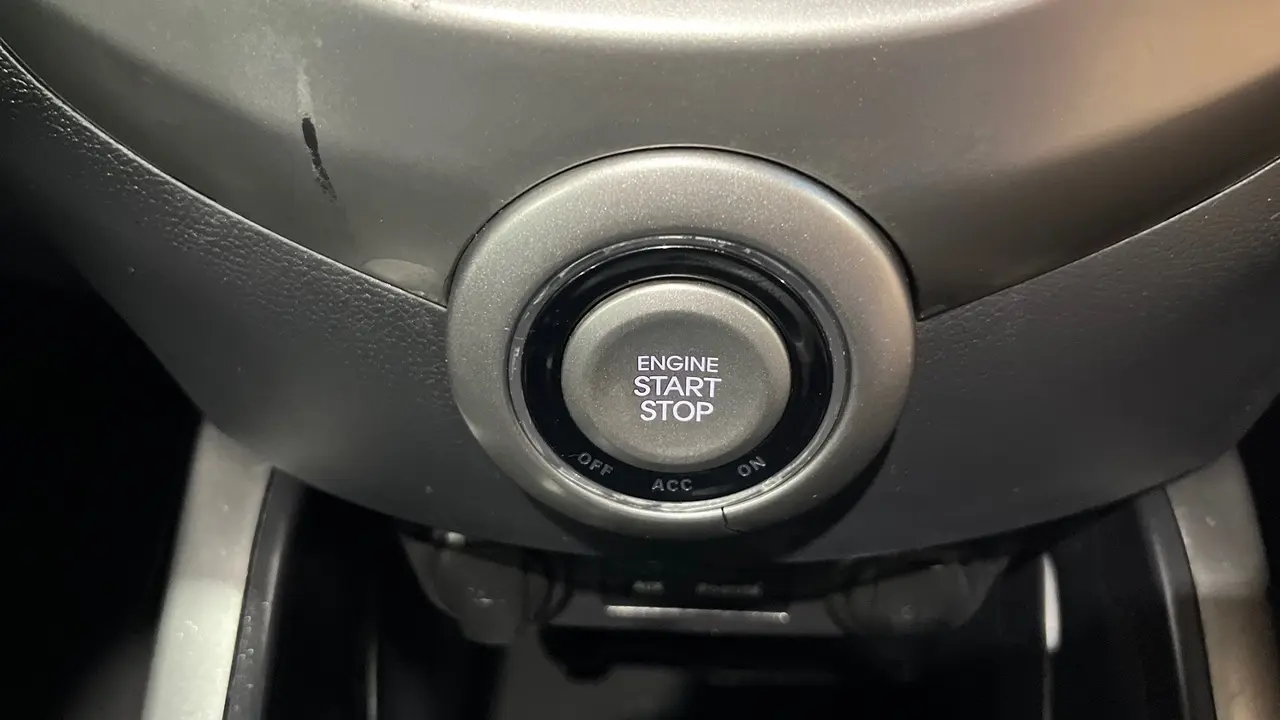 ENGINE
START
STOP
OFF
ACC
ON